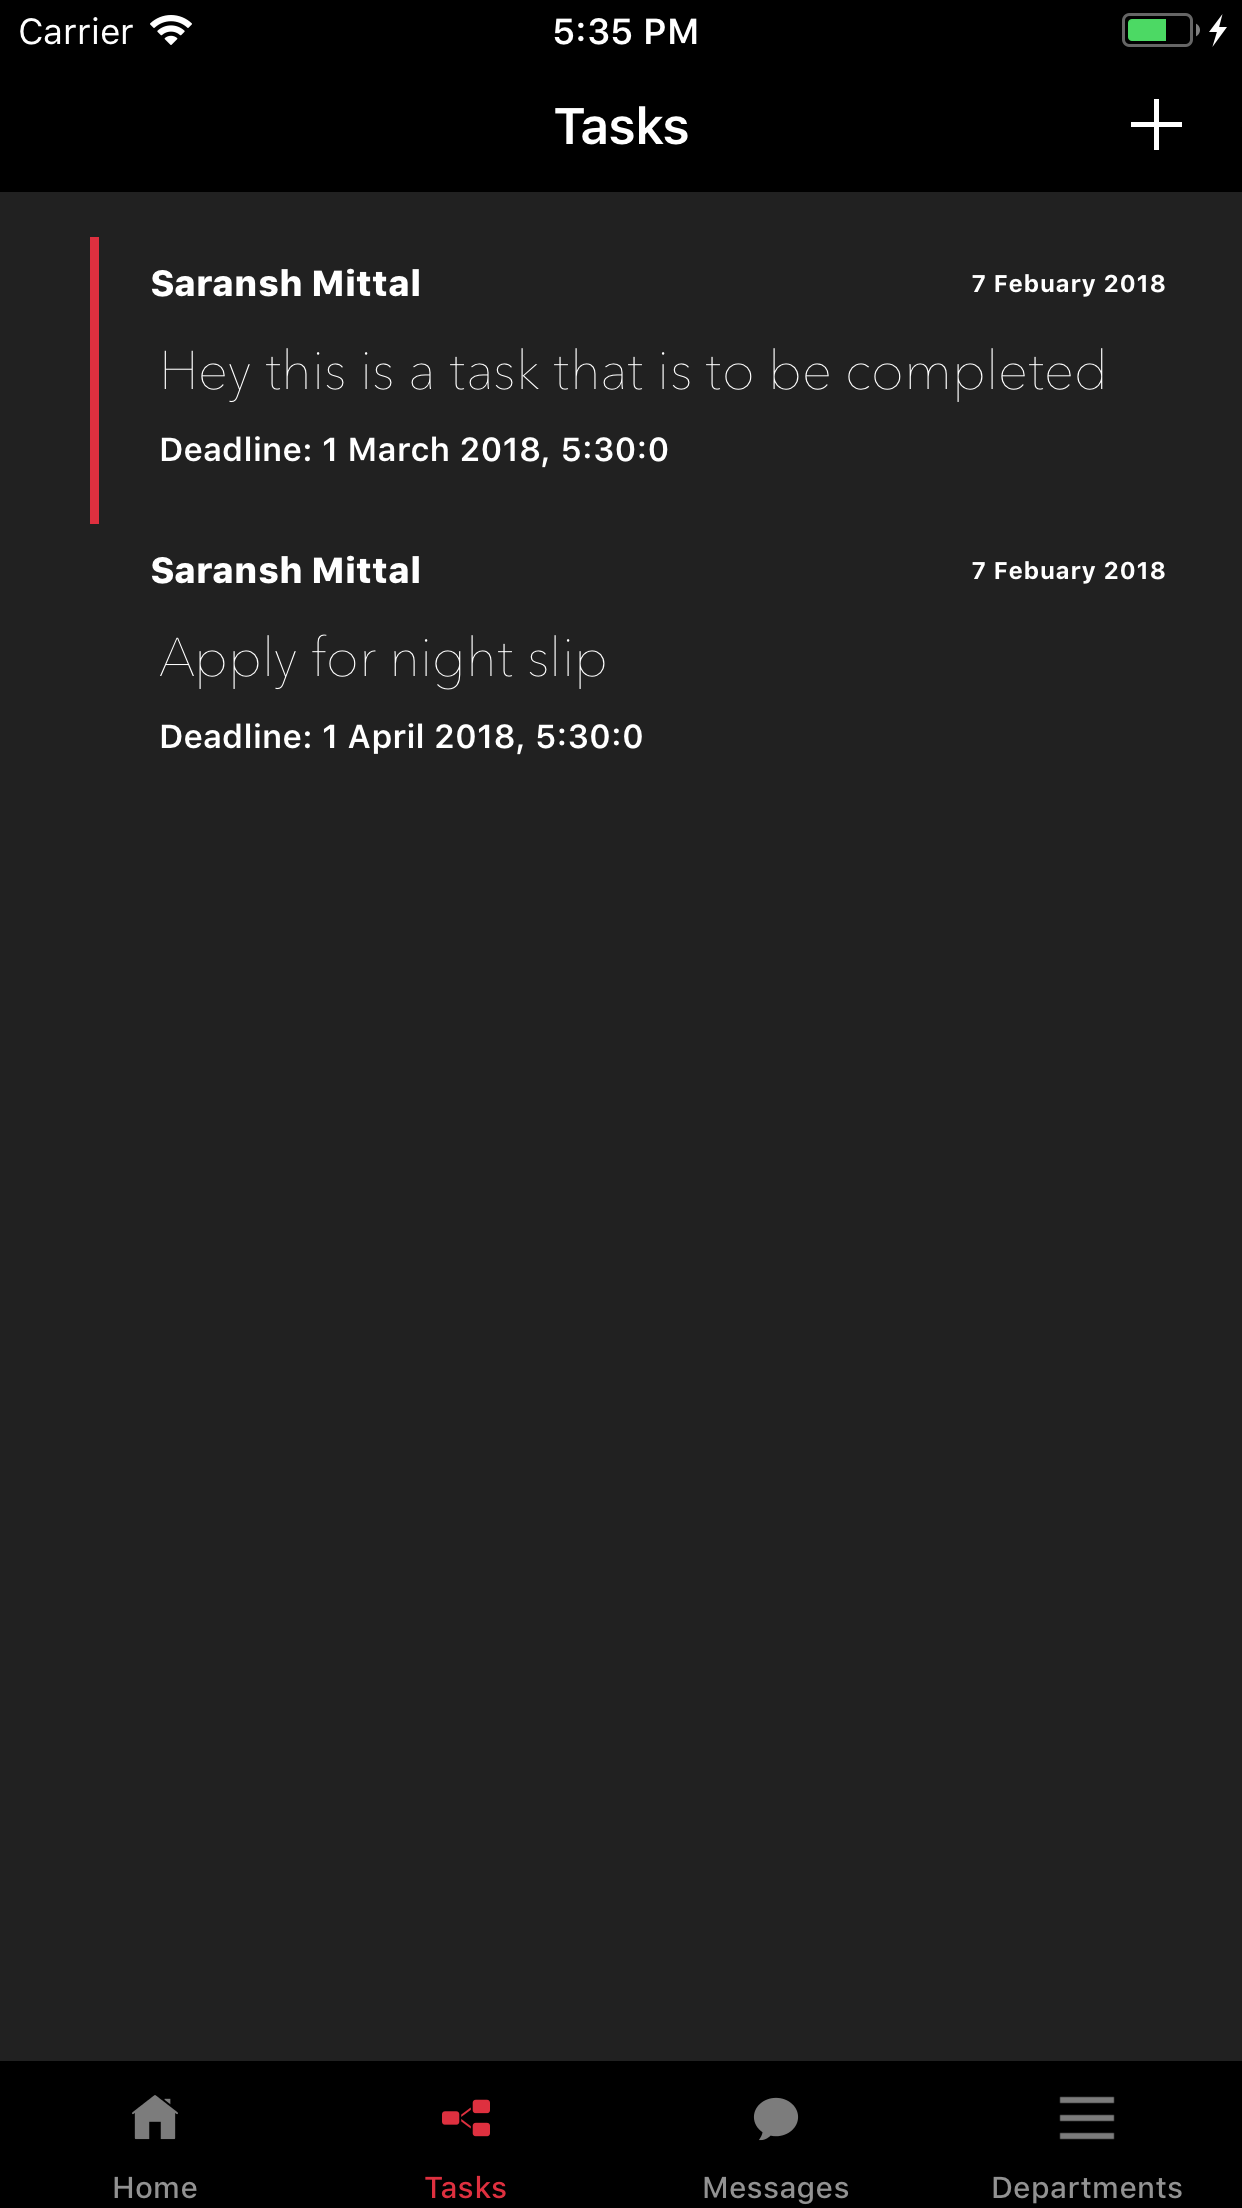 Carrier 5:35 PM
Tasks
Saransh Mittal 7 Febuary 2018
Hey this is a task that is to be completed
Deadline: 1 March 2018, 5:30:0
Saransh Mittal 7 Febuary 2018
Apply for night slip
Deadline: 1 April 2018, 5:30:0
Home Tasks Messages Departments